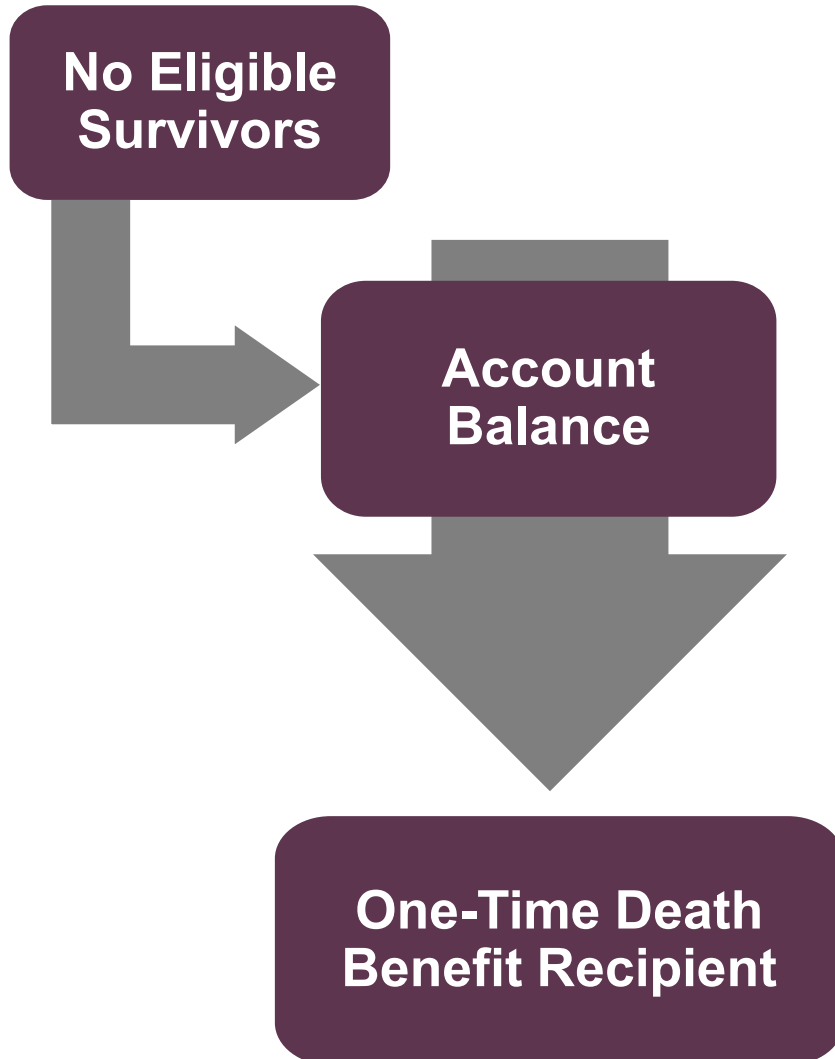 No Eligible
Survivors
Account
Balance
One-Time Death
Benefit Recipient